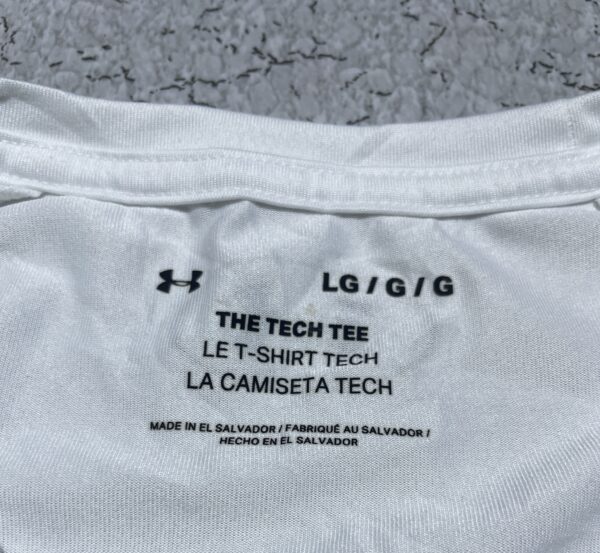 LG / G / G
THE TECH TEE
LE T-SHIRT TECH
LA CAMISETA TECH
MADE IN EL SALVADOR / FABRIQUÉ AU SALVADOR /
HECHO EN EL SALVADOR